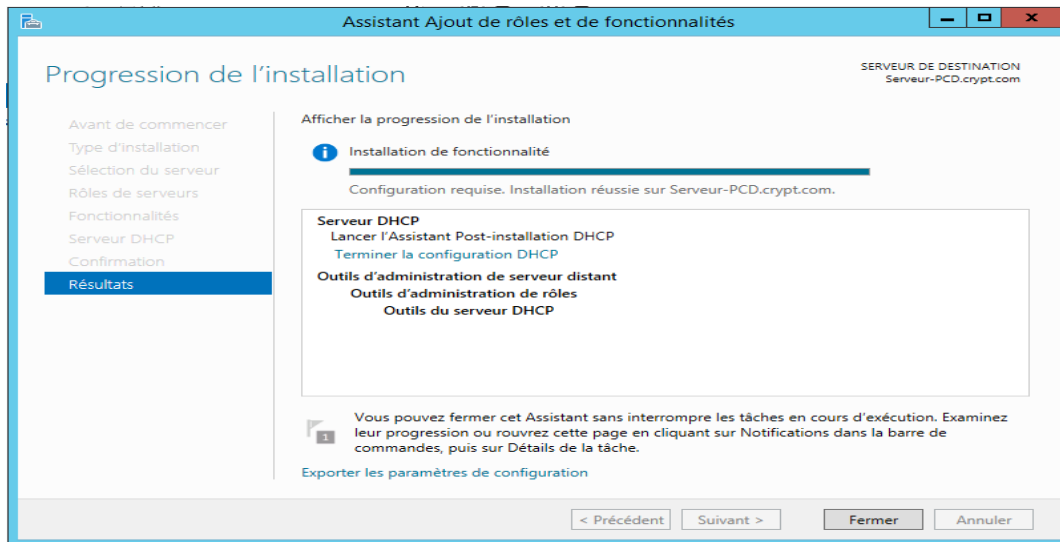 Assistant Ajout de rôles et de fonctionnalités
Progression de l'installation
SERVEUR DE DESTINATION
Serveur-PCD.crypt.com
Avant de commencer
Type d'installation
Sélection du serveur
Rôles de serveurs
Fonctionnalités
Serveur DHCP
Confirmation
Résultats
Afficher la progression de l'installation
Installation de fonctionnalité
Configuration requise. Installation réussie sur Serveur-PCD.crypt.com.
Serveur DHCP
Lancer l'Assistant Post-installation DHCP
Terminer la configuration DHCP
Outils d'administration de serveur distant
Outils d'administration de rôles
Outils du serveur DHCP
1
Vous pouvez fermer cet Assistant sans interrompre les tâches en cours d'exécution. Examinez
leur progression ou rouvrez cette page en cliquant sur Notifications dans la barre de
commandes, puis sur Détails de la tâche.
Exporter les paramètres de configuration
< Précédent
Suivant >
Fermer
Annuler